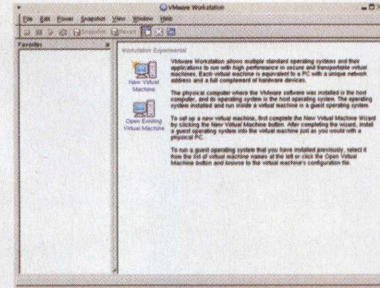 VMware Workstation
File Edit Power Snapshot View Window Help
Snapshot Revert
Favorites
Workstation Experimental
New Virtual
Machine
Open Existing
Virtual Machine
VMware Workstation allows multiple standard operating systems and their
applications to run with high performance in secure and transportable virtual
machines. Each virtual machine is equivalent to a PC with a unique network
address and a full complement of hardware devices.
The physical computer where the VMware software was installed is the host
computer, and its operating system is the host operating system. The operating
system installed and run inside a virtual machine is a guest operating system.
To set up a new virtual machine, first complete the New Virtual Machine Wizard
by clicking the New Virtual Machine button. After completing the wizard, install
a guest operating system into the virtual machine just as you would with a
physical PC.
To run a guest operating system that you have installed previously, select it
from the list of virtual machine names at the left or click the Open Virtual
Machine button and browse to the virtual machine's configuration file.